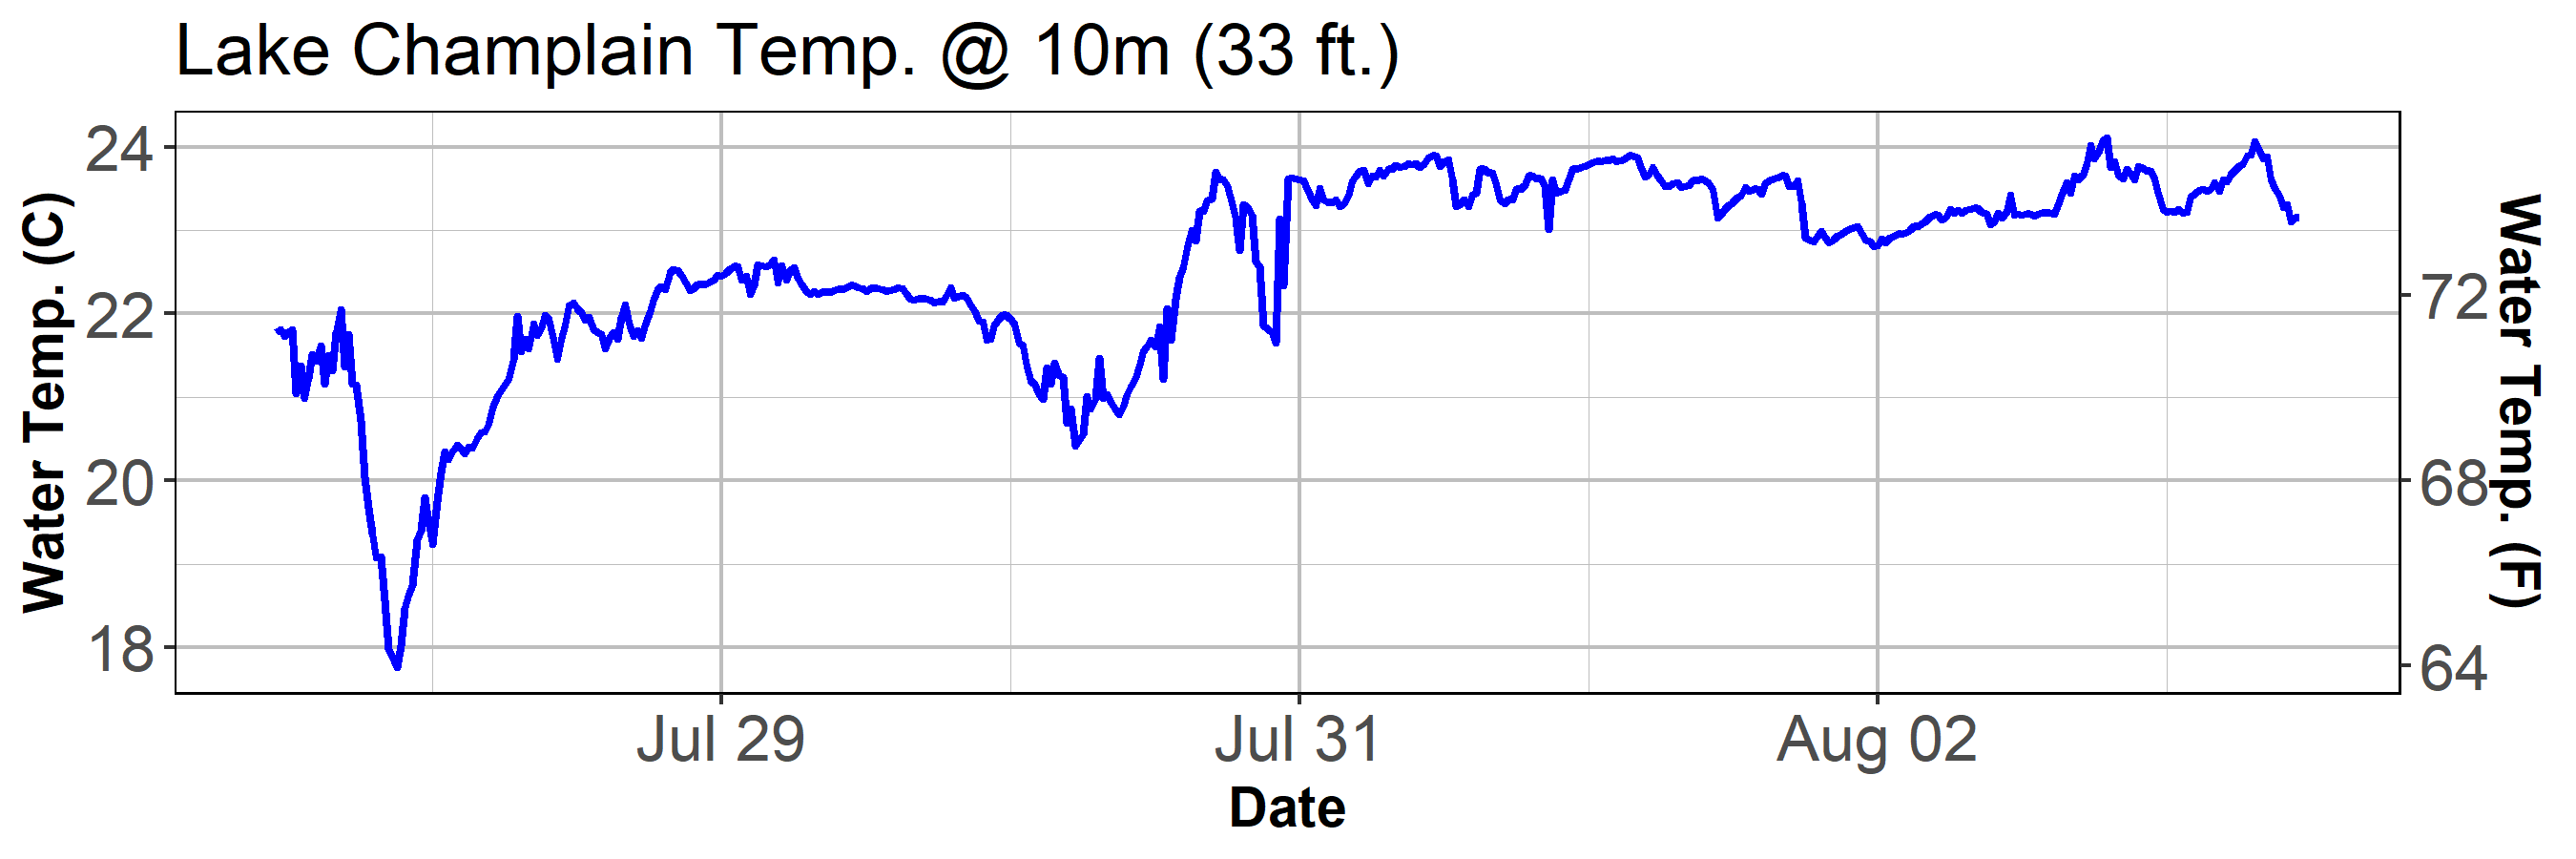 Lake Champlain Temp. @ 10m (33 ft.)
Water Temp. (C)
24
22
20
18
72
68
64
Water Temp. (F)
Jul 29
Jul 31
Aug 02
Date